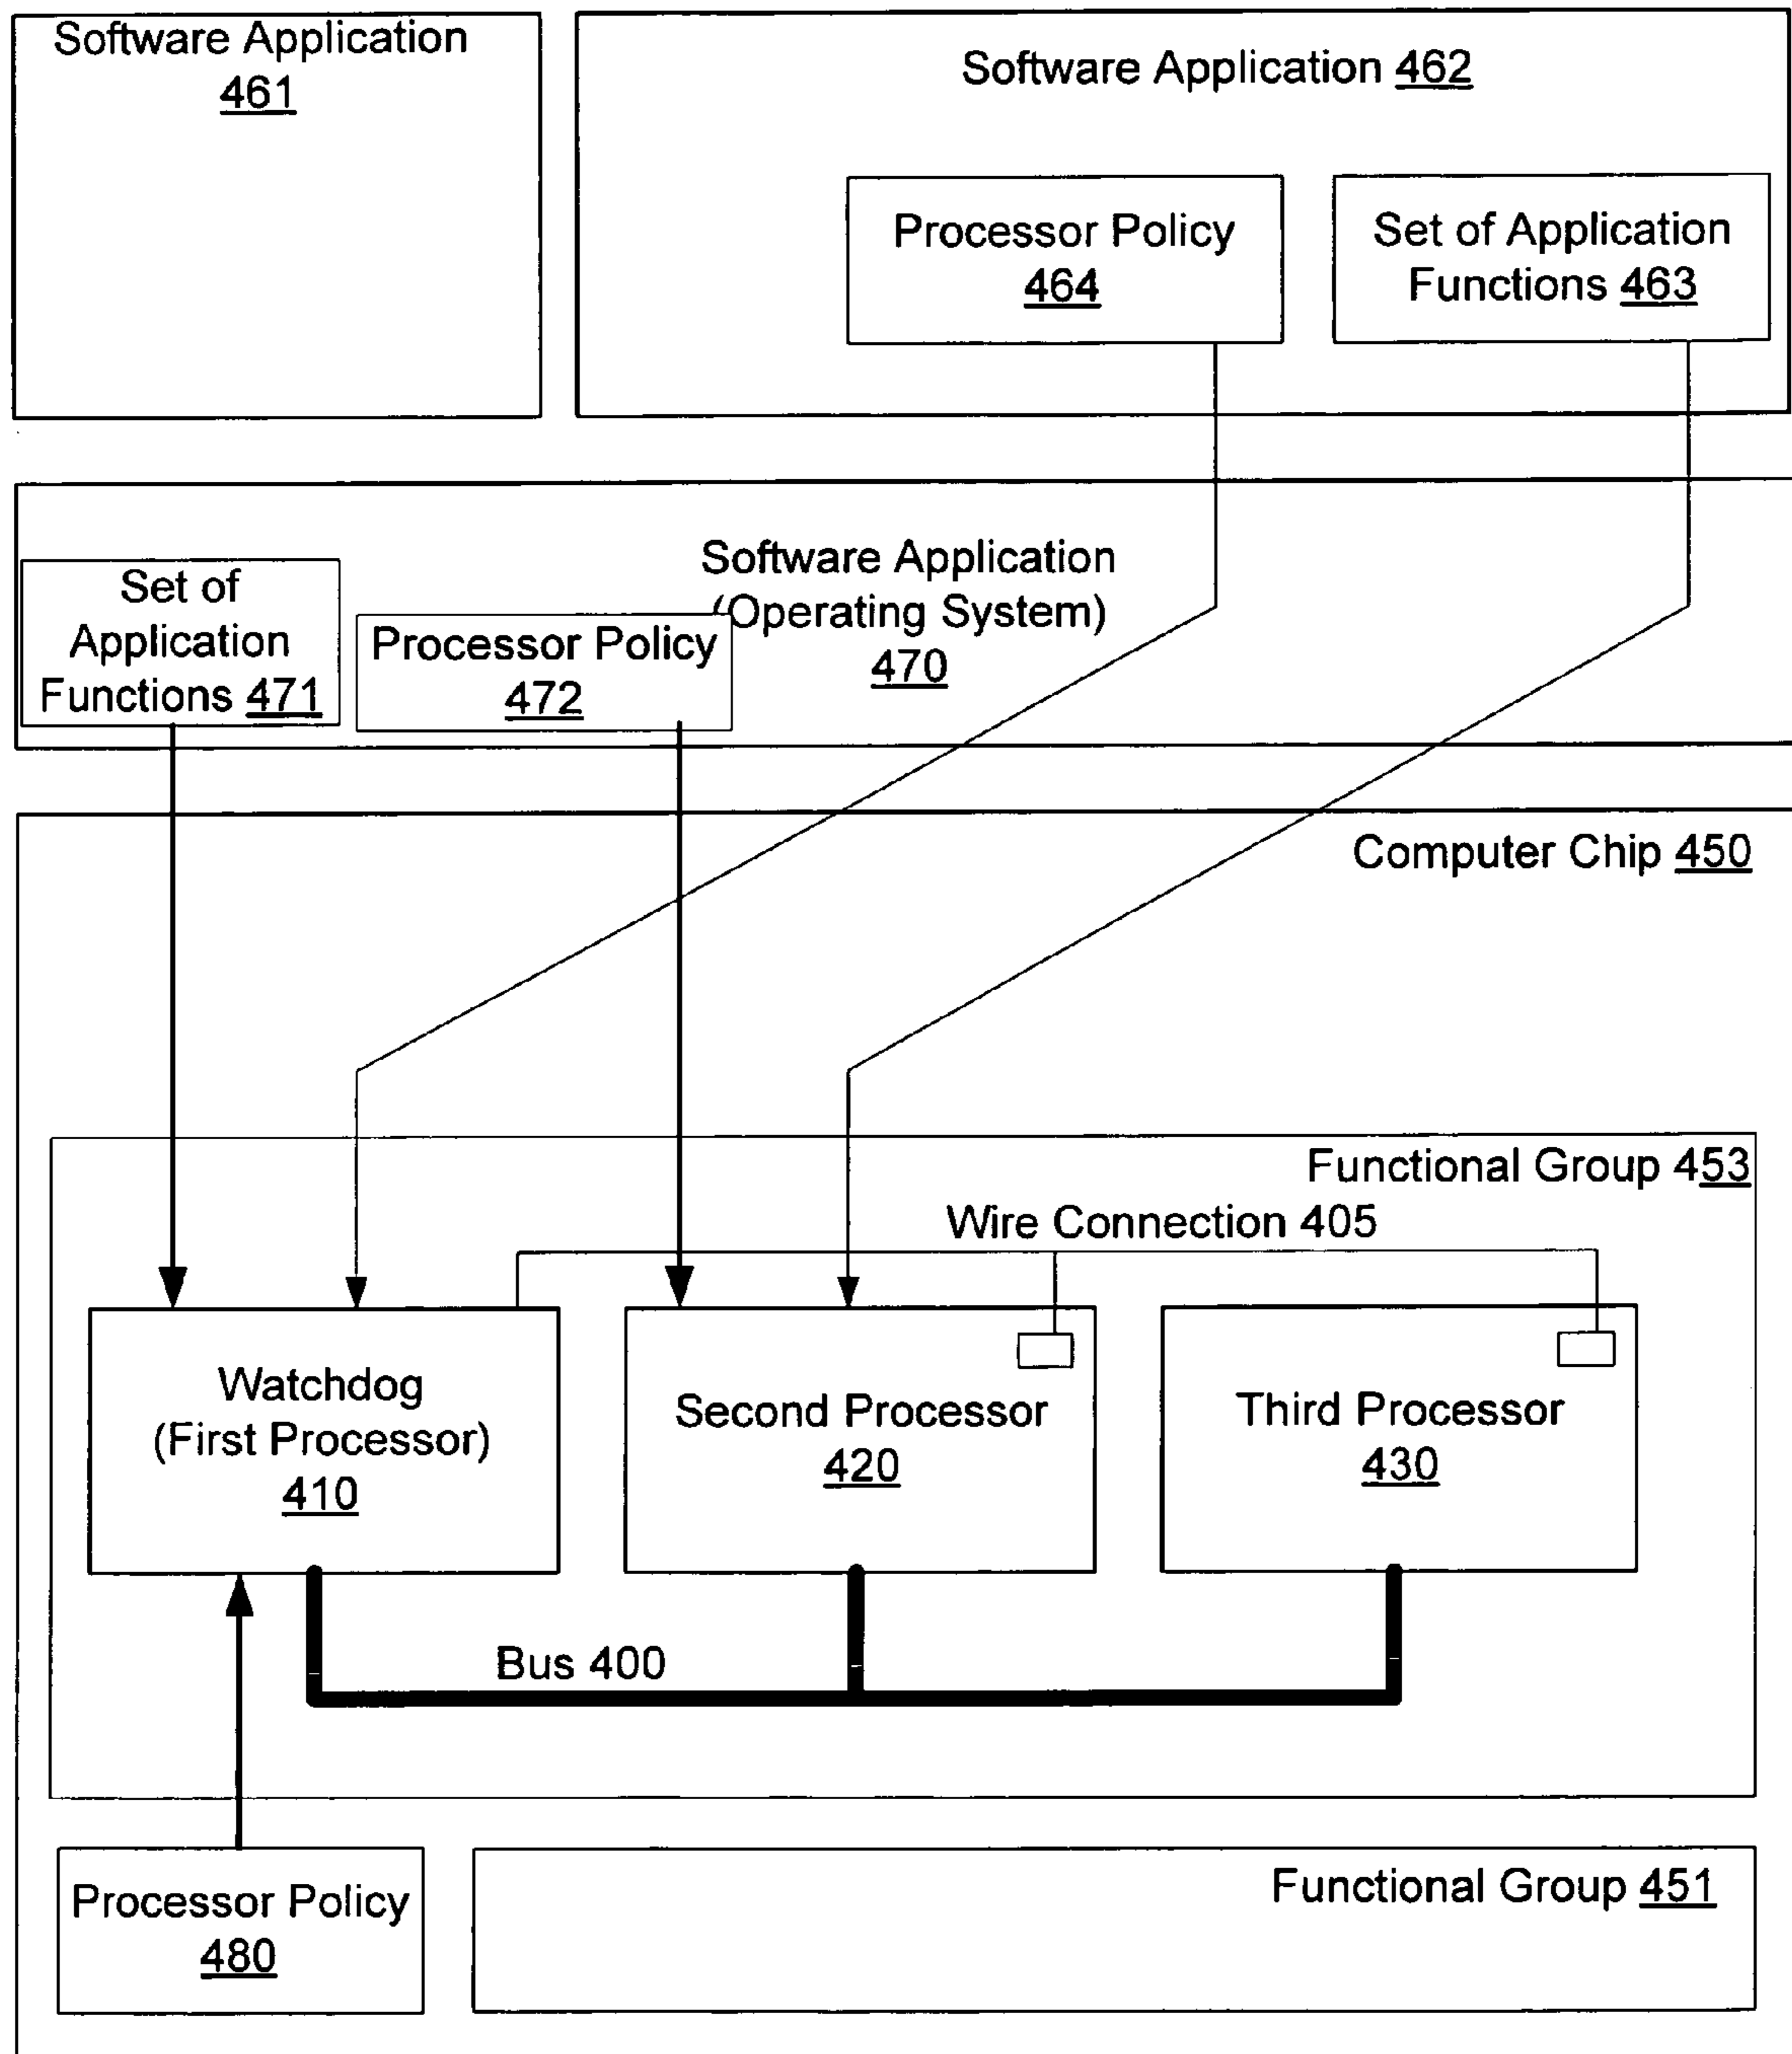 Software Application
461
Software Application 462
Processor Policy
464
Set of Application
Functions 463
Set of
Application
Functions 471
Processor Policy
472
Software Application
(Operating System)
470
Computer Chip 450
Functional Group 453
Wire Connection 405
Watchdog
(First Processor)
410
Second Processor
420
Third Processor
430
Bus 400
Processor Policy
480
Functional Group 451